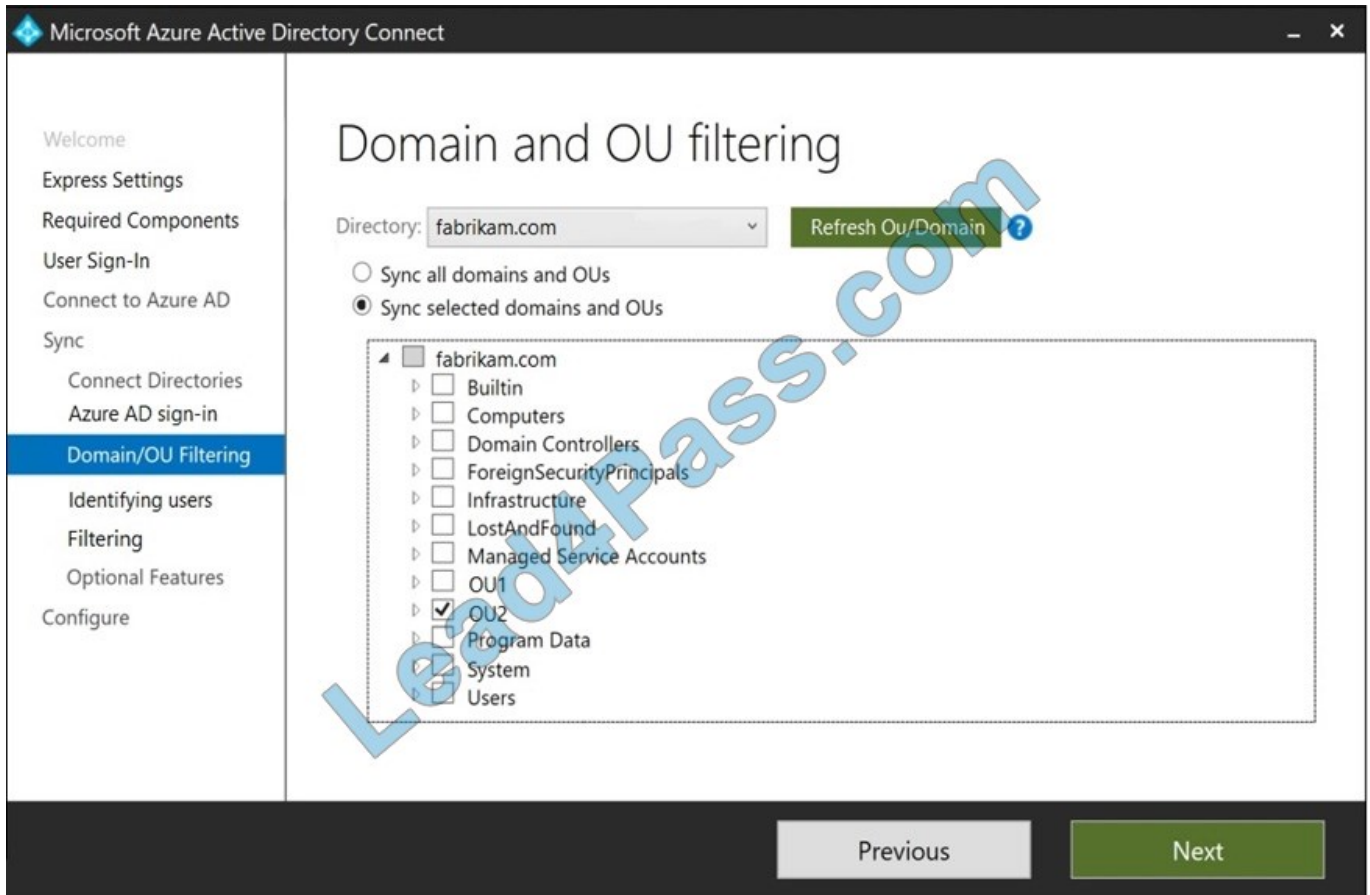 Microsoft Azure Active Directory Connect
Welcome
Express Settings
Required Components
User Sign-In
Connect to Azure AD
Sync
Connect Directories
Azure AD sign-in
Domain/OU Filtering
Identifying users
Filtering
Optional Features
Configure
Domain and OU filtering
Directory: fabrikam.com
Refresh Ou/Domain ?
Sync all domains and OUs
Sync selected domains and OUs
fabrikam.com
Builtin
Computers
Domain Controllers
ForeignSecurityPrincipals
Infrastructure
LostAndFound
Managed Service Accounts
OU1
OU2
Program Data
System
Users
Lead4Pass.com
Previous
Next